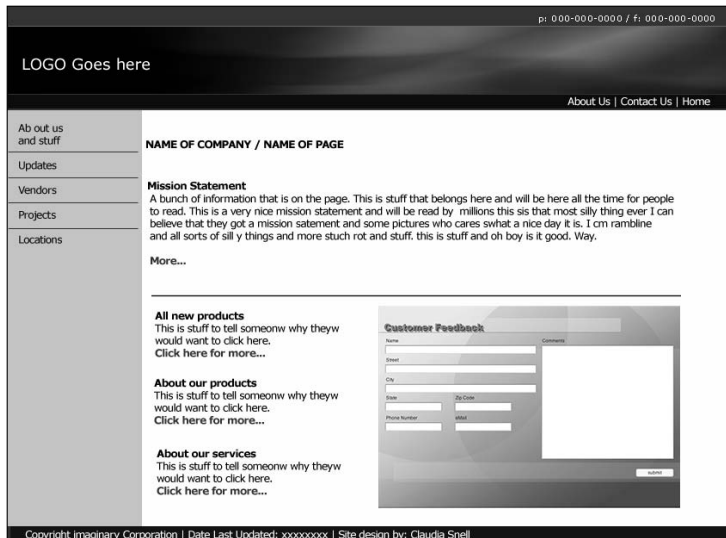 p: 000-000-0000 / f: 000-000-0000
LOGO Goes here
About Us | Contact Us | Home
Ab out us
and stuff
Updates
Vendors
Projects
Locations
NAME OF COMPANY / NAME OF PAGE
Mission Statement
A bunch of information that is on the page. This is stuff that belongs here and will be here all the time for people
to read. This is a very nice mission statement and will be read by  millions this sis that most silly thing ever I can
believe that they got a mission satement and some pictures who cares swhat a nice day it is. I cm rambline
and all sorts of sill y things and more stuch rot and stuff. this is stuff and oh boy is it good. Way.
More...
All new products
This is stuff to tell someonw why theyw
would want to click here.
Click here for more...
About our products
This is stuff to tell someonw why theyw
would want to click here.
Click here for more...
About our services
This is stuff to tell someonw why theyw
would want to click here.
Click here for more...
Customer Feedback
Name
Comments
Street
City
State
Zip Code
Phone Number
eMail
submit
Copyright imaginary Corporation | Date Last Updated: xxxxxxxx | Site design by: Claudia Snell